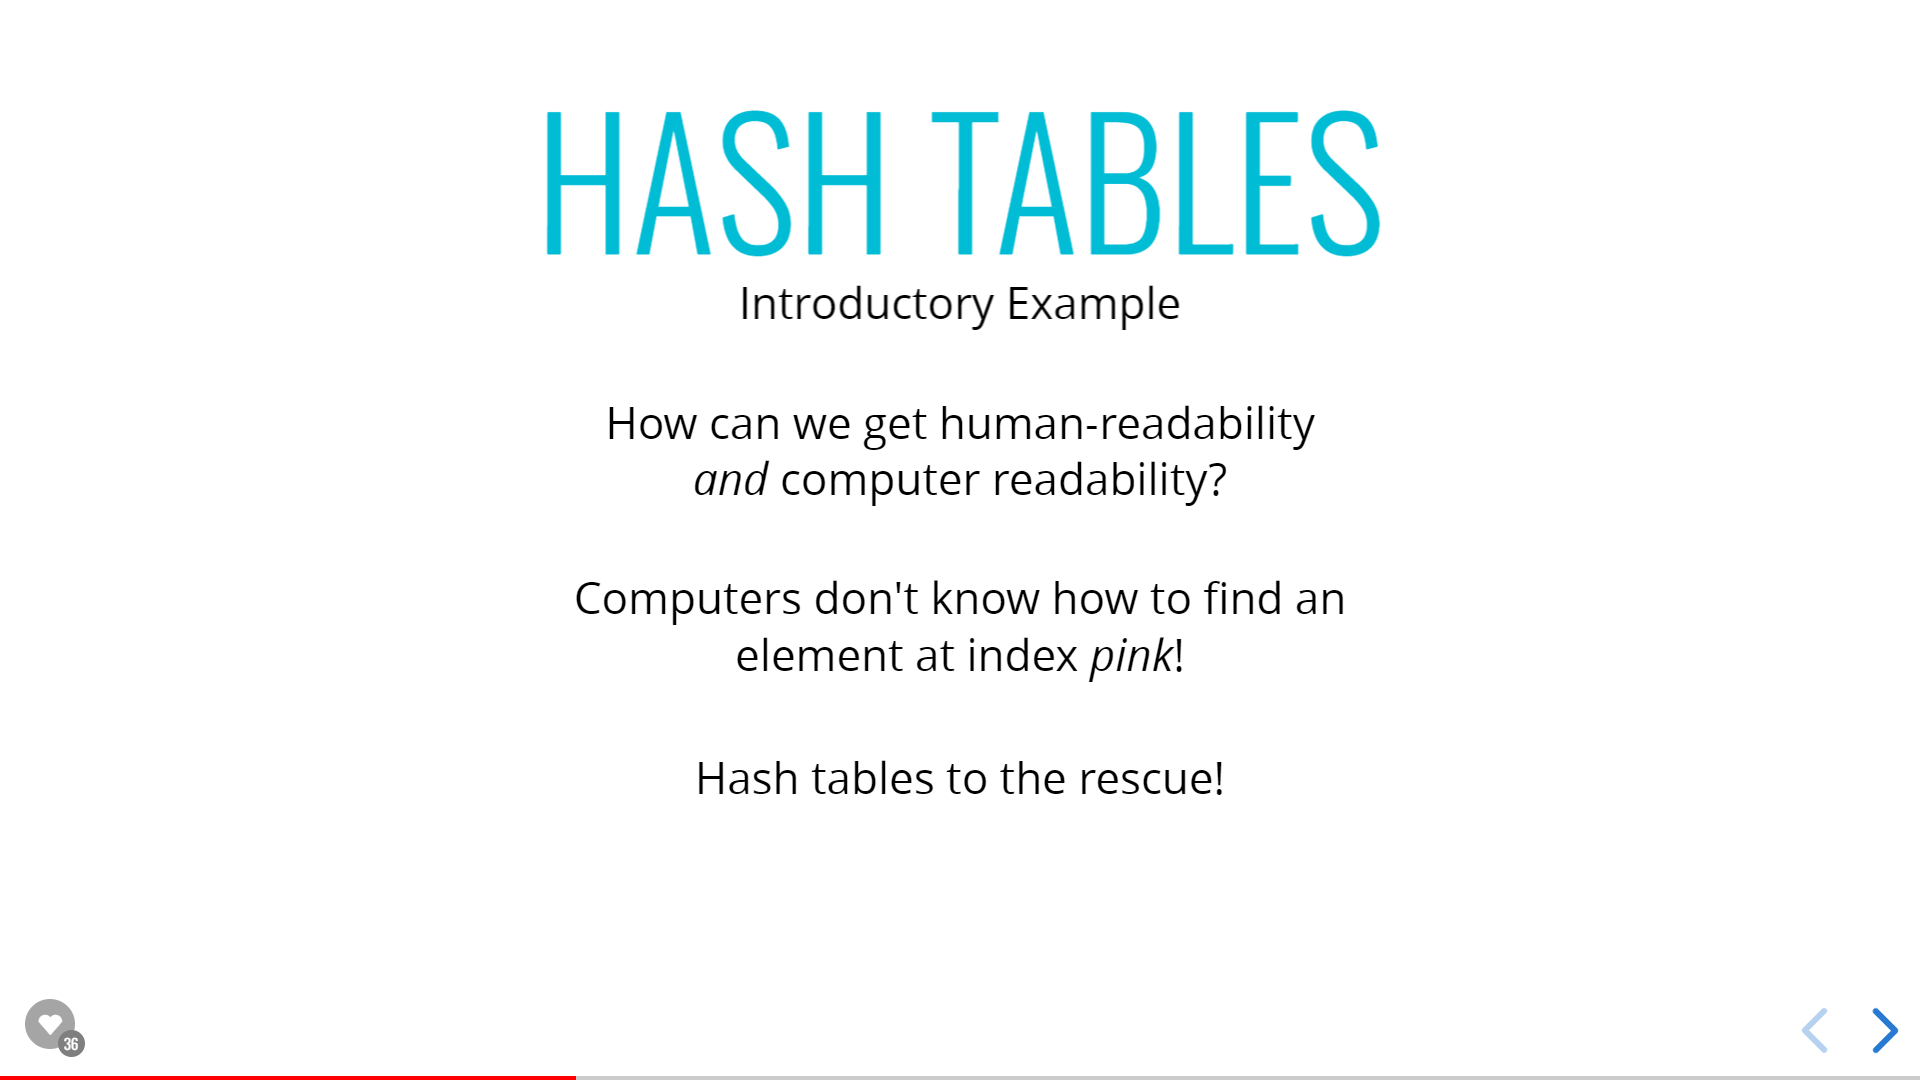 HASH TABLES
Introductory Example
How can we get human-readability
and computer readability?
Computers don't know how to find an
element at index pink!
Hash tables to the rescue!
36